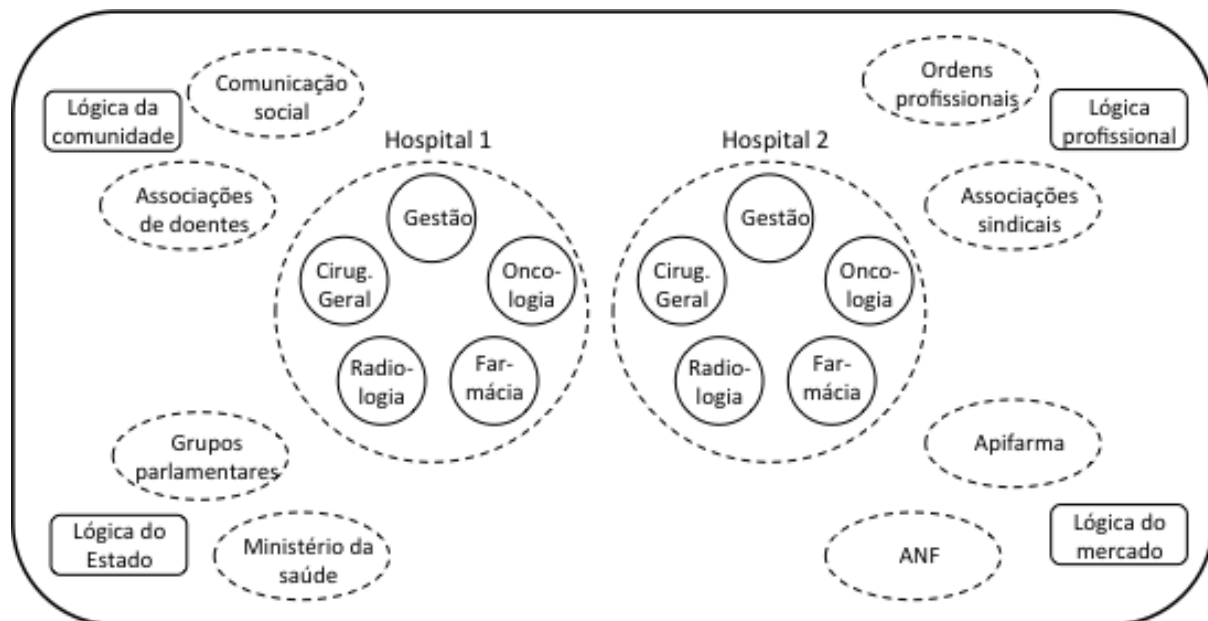 Comunicação
social
Lógica da
comunidade
Associações
de doentes
Hospital 1
Gestão
Cirug.
Geral
Onco-
logia
Radio-
logia
Far-
mácia
Hospital 2
Gestão
Cirug.
Geral
Onco-
logia
Radio-
logia
Far-
mácia
Ordens
profissionais
Lógica
profissional
Associações
sindicais
Grupos
parlamentares
Lógica do
Estado
Ministério da
saúde
Apifarma
ANF
Lógica do
mercado